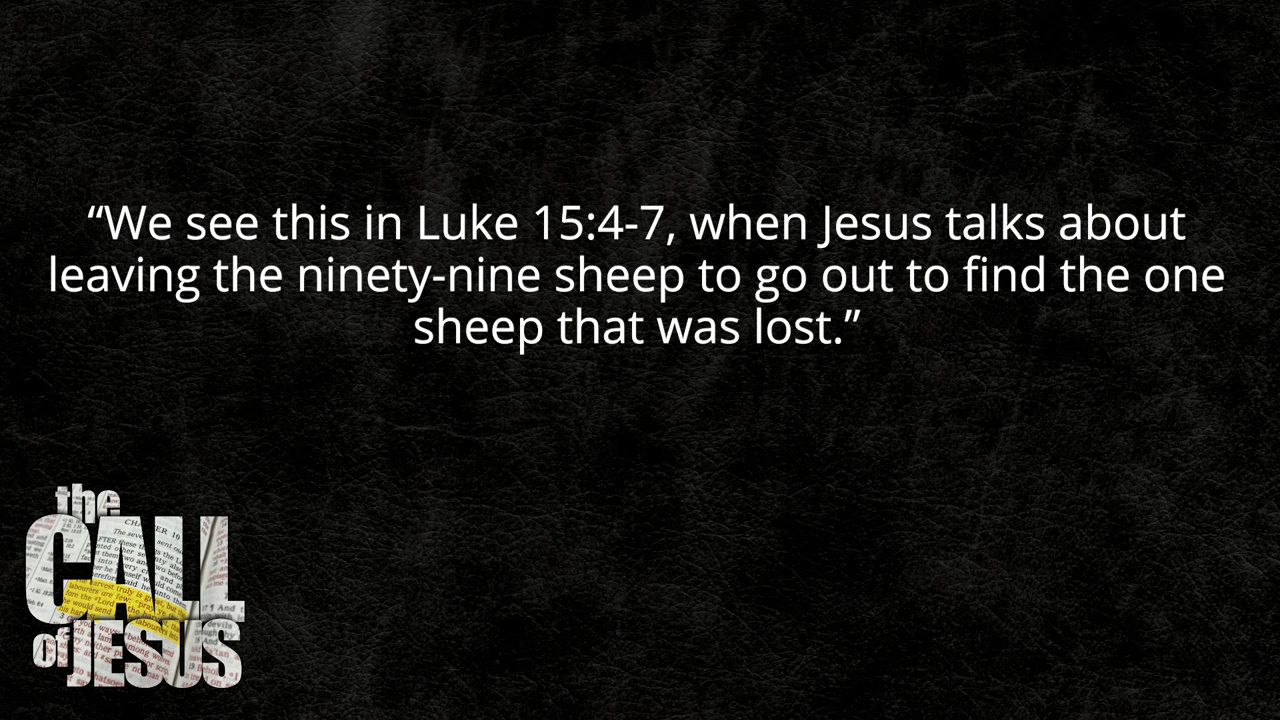 “We see this in Luke 15:4-7, when Jesus talks about
leaving the ninety-nine sheep to go out to find the one
sheep that was lost.”
the
CALL
of JESUS